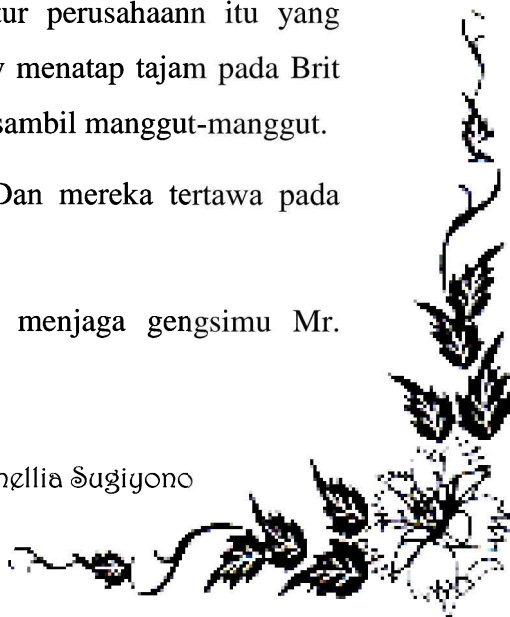 tur perusahaann itu yang
menatap tajam pada Brit
sambil manggut-manggut.
Dan mereka tertawa pada
menjaga gengsimu Mr.
nellia Sugiyono